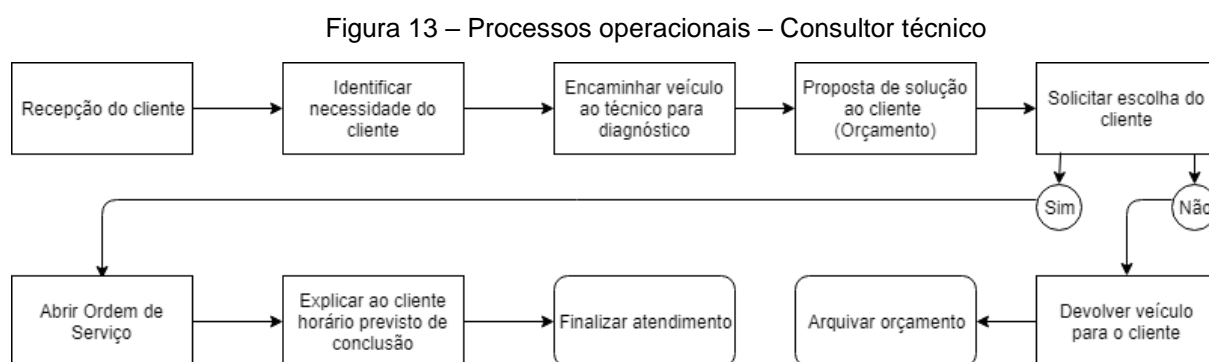 Figura 13 – Processos operacionais – Consultor técnico
Recepção do cliente
Identificar
necessidade do
cliente
Encaminhar veículo
ao técnico para
diagnóstico
Proposta de solução
ao cliente
(Orçamento)
Solicitar escolha do
cliente
Sim
Não
Abrir Ordem de
Serviço
Explicar ao cliente
horário previsto de
conclusão
Finalizar atendimento
Arquivar orçamento
Devolver veículo
para o cliente